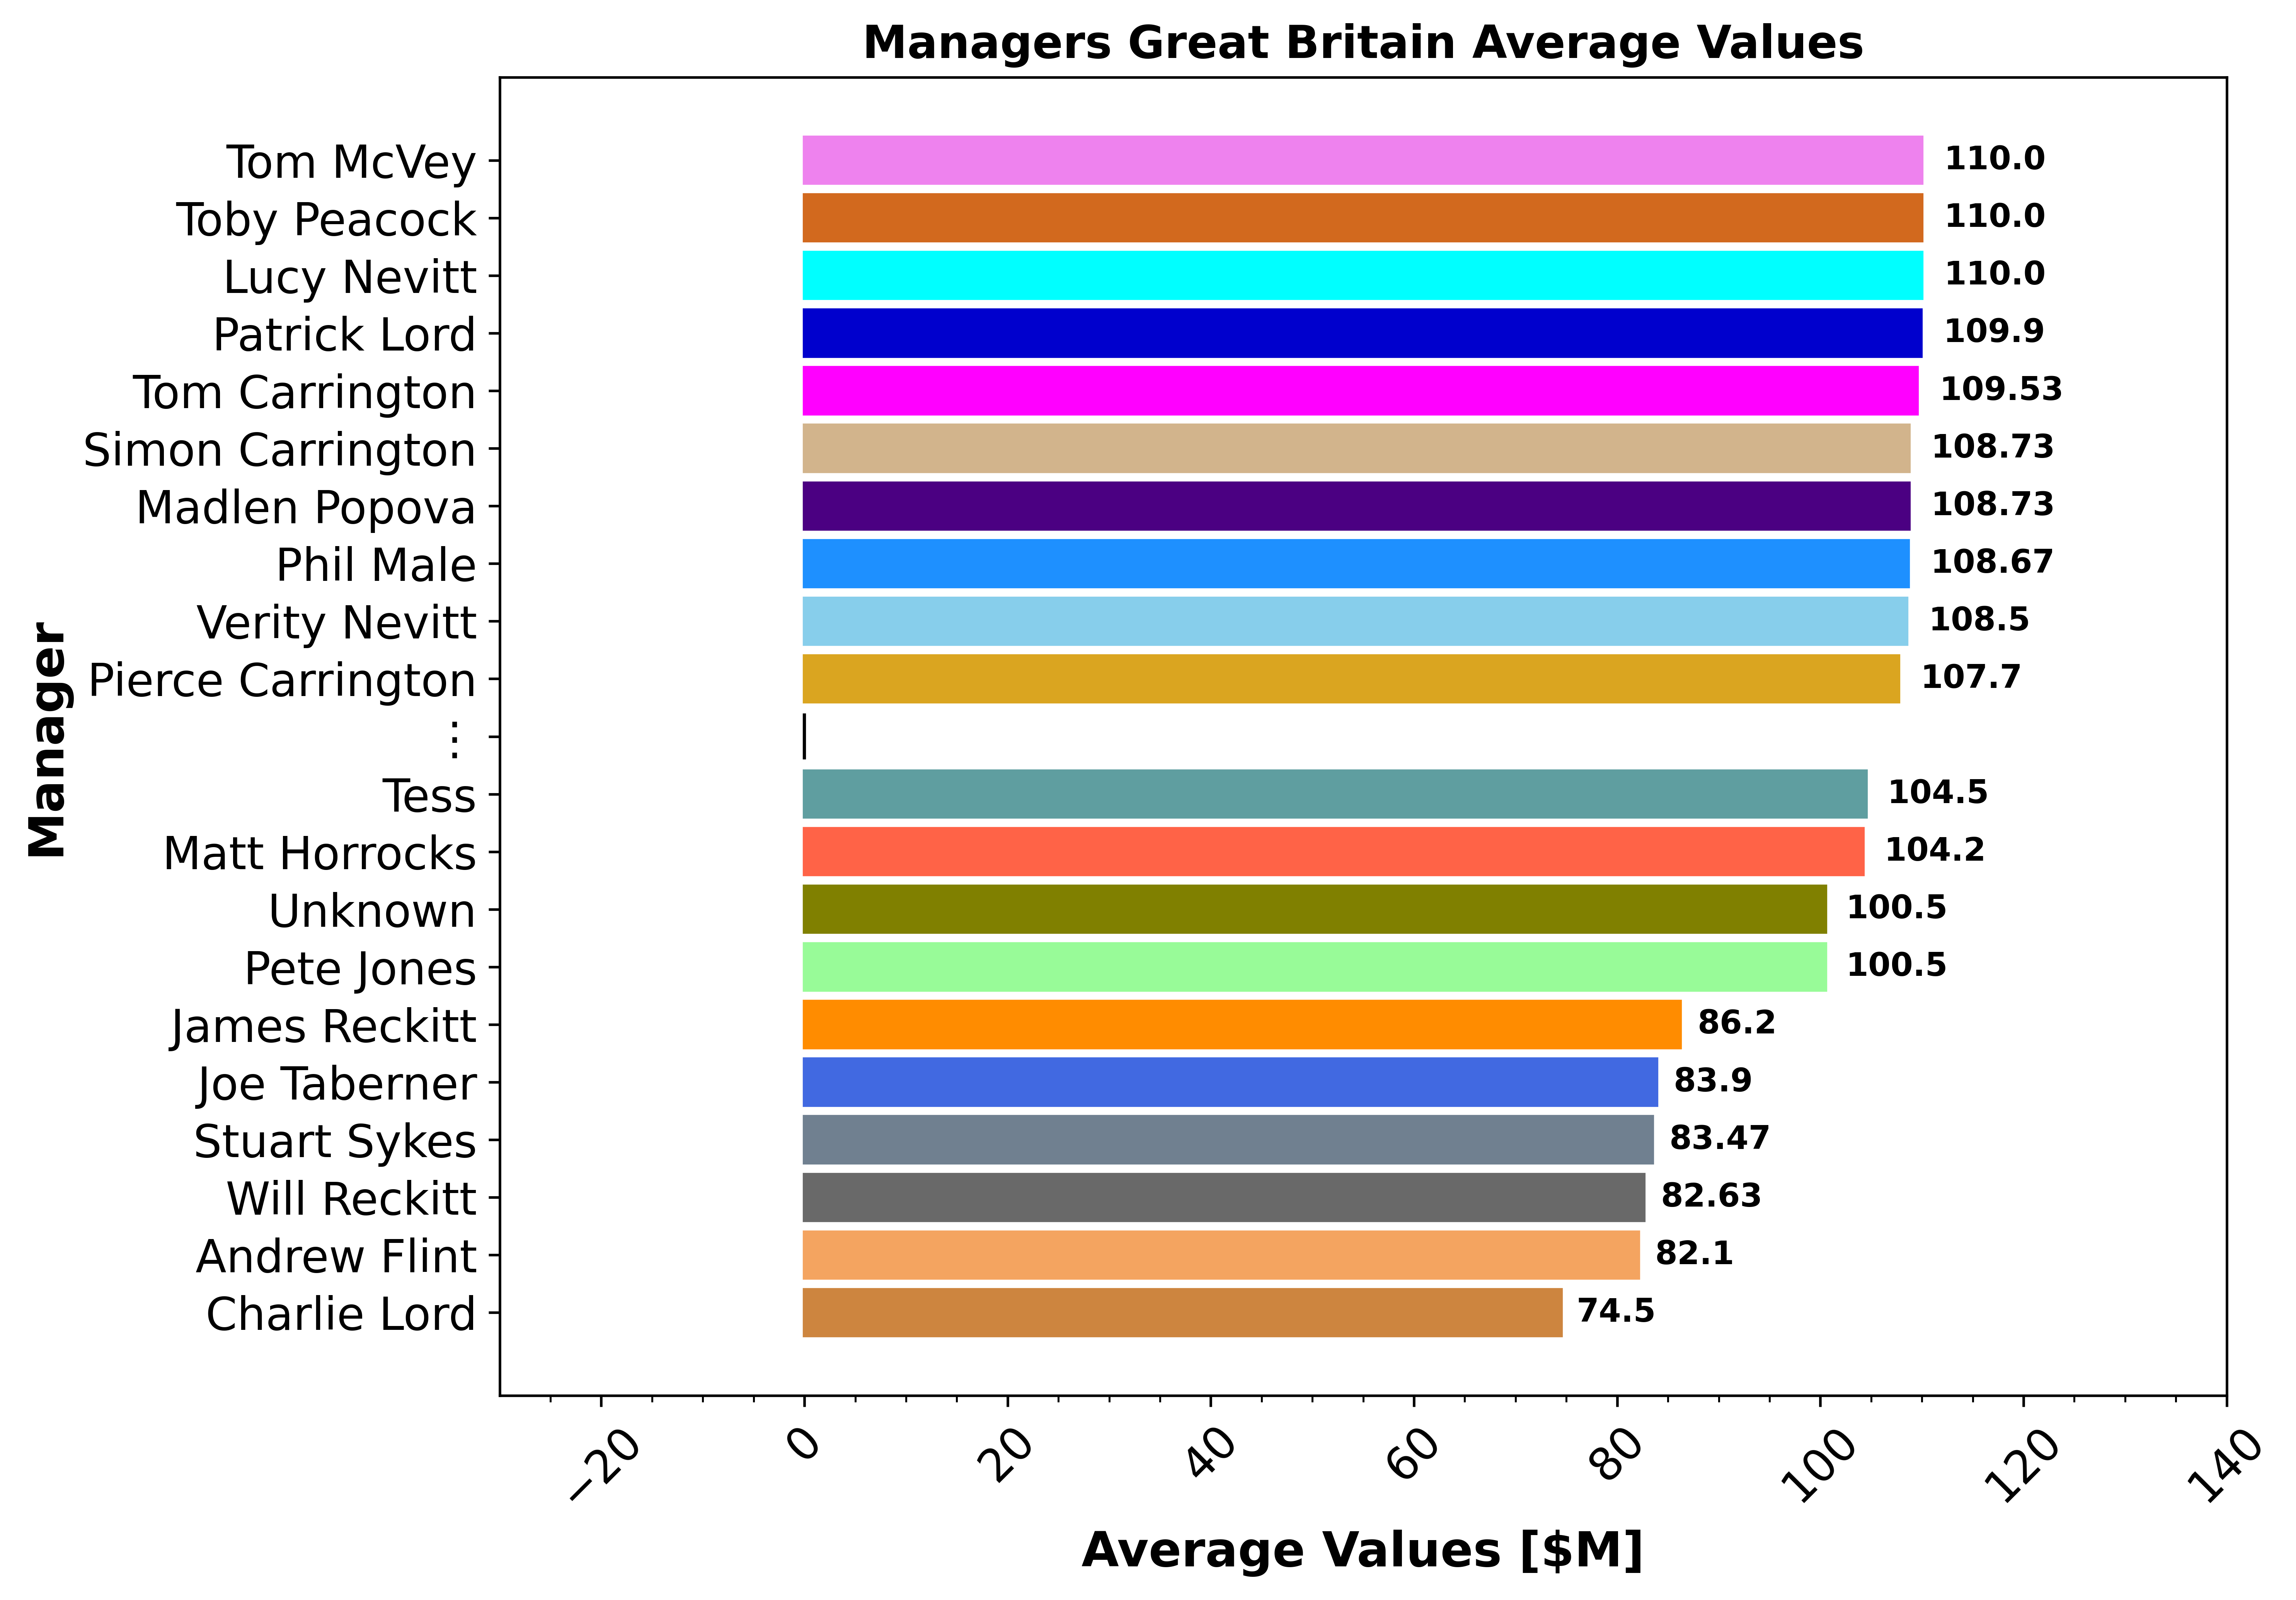 Managers Great Britain Average Values
Tom McVey 110.0
Toby Peacock 110.0
Lucy Nevitt 110.0
Patrick Lord 109.9
Tom Carrington 109.53
Simon Carrington 108.73
Madlen Popova 108.73
Phil Male 108.67
Verity Nevitt 108.5
Pierce Carrington 107.7
⋮
Tess 104.5
Matt Horrocks 104.2
Unknown 100.5
Pete Jones 100.5
James Reckitt 86.2
Joe Taberner 83.9
Stuart Sykes 83.47
Will Reckitt 82.63
Andrew Flint 82.1
Charlie Lord 74.5
Manager
−20 0 20 40 60 80 100 120 140
Average Values [$M]